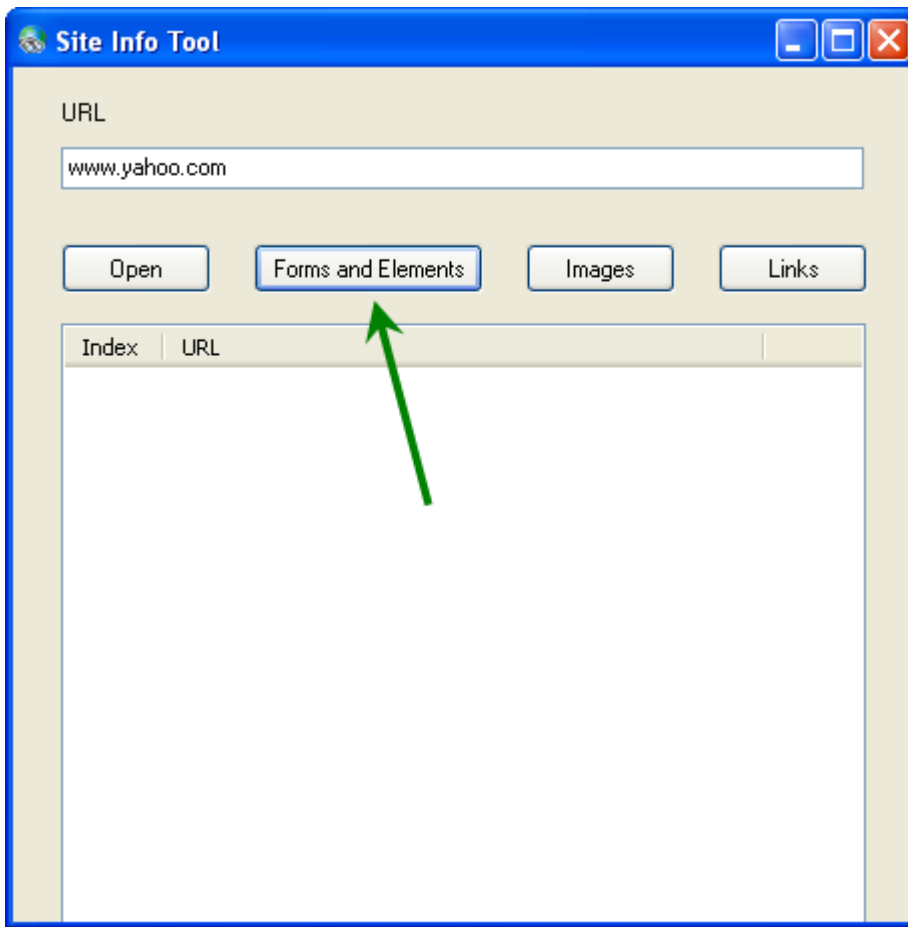 Site Info Tool
URL
www.yahoo.com
Open Forms and Elements Images Links
Index URL